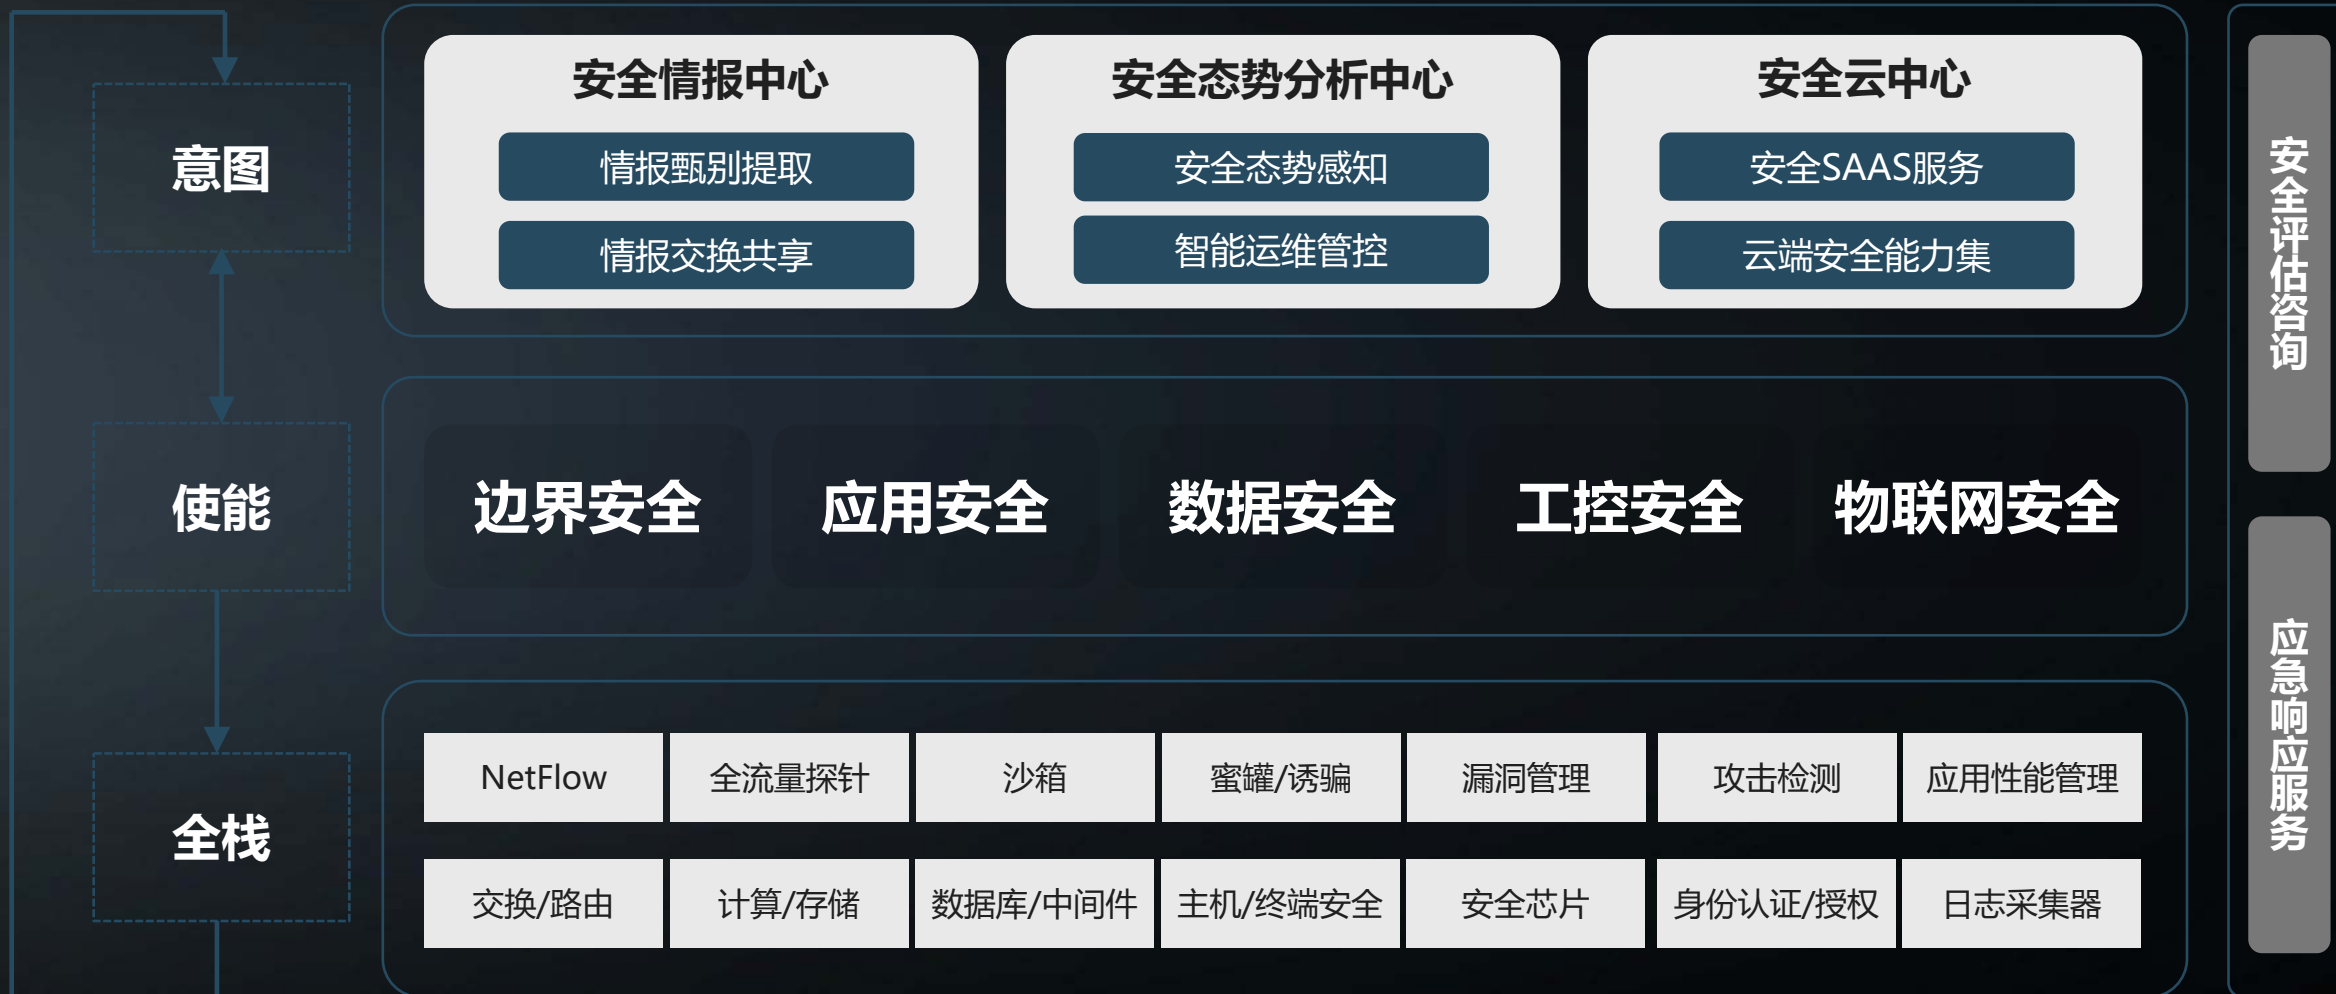 意图
安全情报中心
情报甄别提取
情报交换共享
安全态势分析中心
安全态势感知
智能运维管控
安全云中心
安全SAAS服务
云端安全能力集
使能
边界安全
应用安全
数据安全
工控安全
物联网安全
全栈
NetFlow
全流量探针
沙箱
蜜罐/诱骗
漏洞管理
攻击检测
应用性能管理
交换/路由
计算/存储
数据库/中间件
主机/终端安全
安全芯片
身份认证/授权
日志采集器
安全评估咨询
应急响应服务